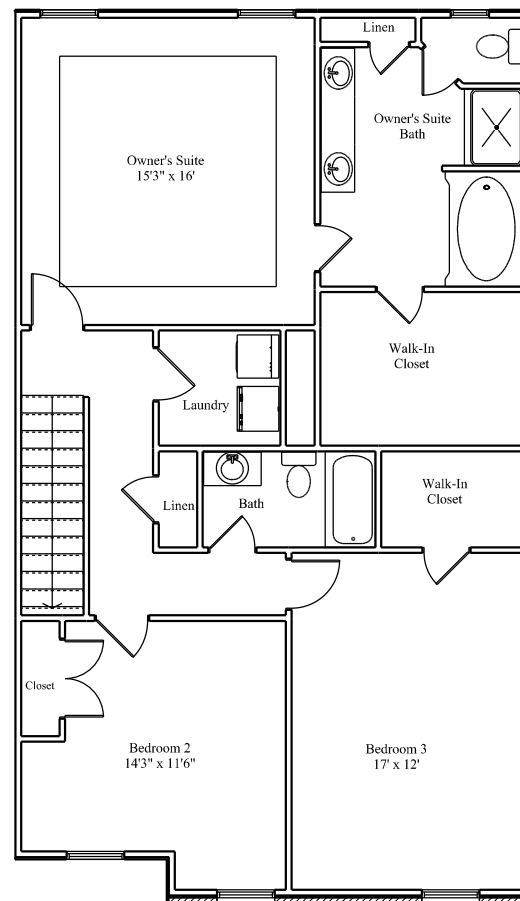 Linen
Owner's Suite
Bath
Owner's Suite
15'3" x 16'
Walk-In
Closet
Laundry
Walk-In
Closet
Linen
Bath
Closet
Bedroom 2
14'3" x 11'6"
Bedroom 3
17' x 12'